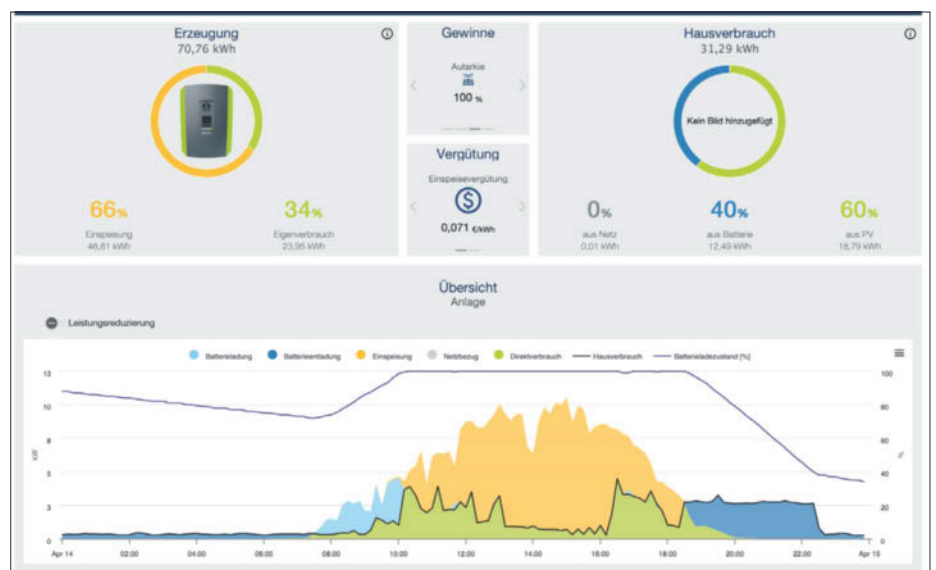 Erzeugung
70,76 kWh
66%
Einspeisung
46,81 kWh
34%
Eigenverbrauch
23,95 kWh
Gewinne
Autarkie
100 %
Vergütung
Einspeisevergütung
0,071 €/kWh
Hausverbrauch
31,29 kWh
Kein Bild hinzugefügt
0%
aus Netz
0,01 kWh
40%
aus Batterie
12,49 kWh
60%
aus PV
18,79 kWh
Übersicht
Anlage
Leistungsreduzierung
Batterieladung Batterieentladung Einspeisung Netzbezug Direktverbrauch Hausverbrauch Batterieladezustand [%]
13 100
10 80
8 60
kW %
5 40
3 20
0 0
Apr 14 02:00 04:00 06:00 08:00 10:00 12:00 14:00 16:00 18:00 20:00 22:00 Apr 15